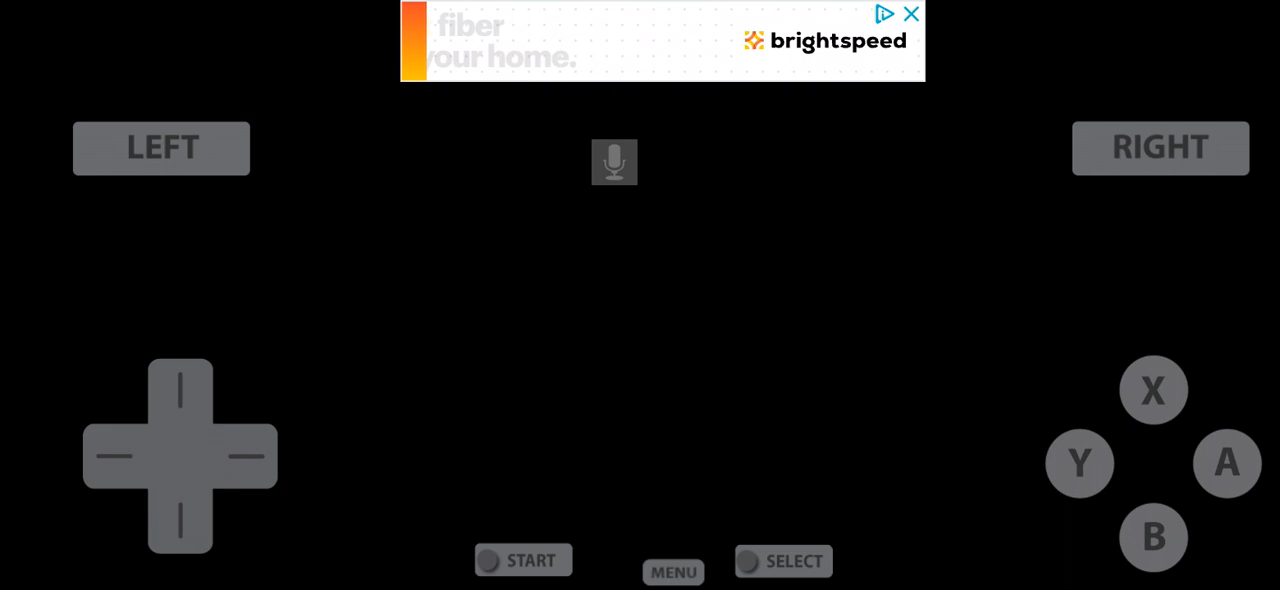 fiber
your home.
brightspeed
LEFT
RIGHT
X
Y
A
B
START
SELECT
MENU